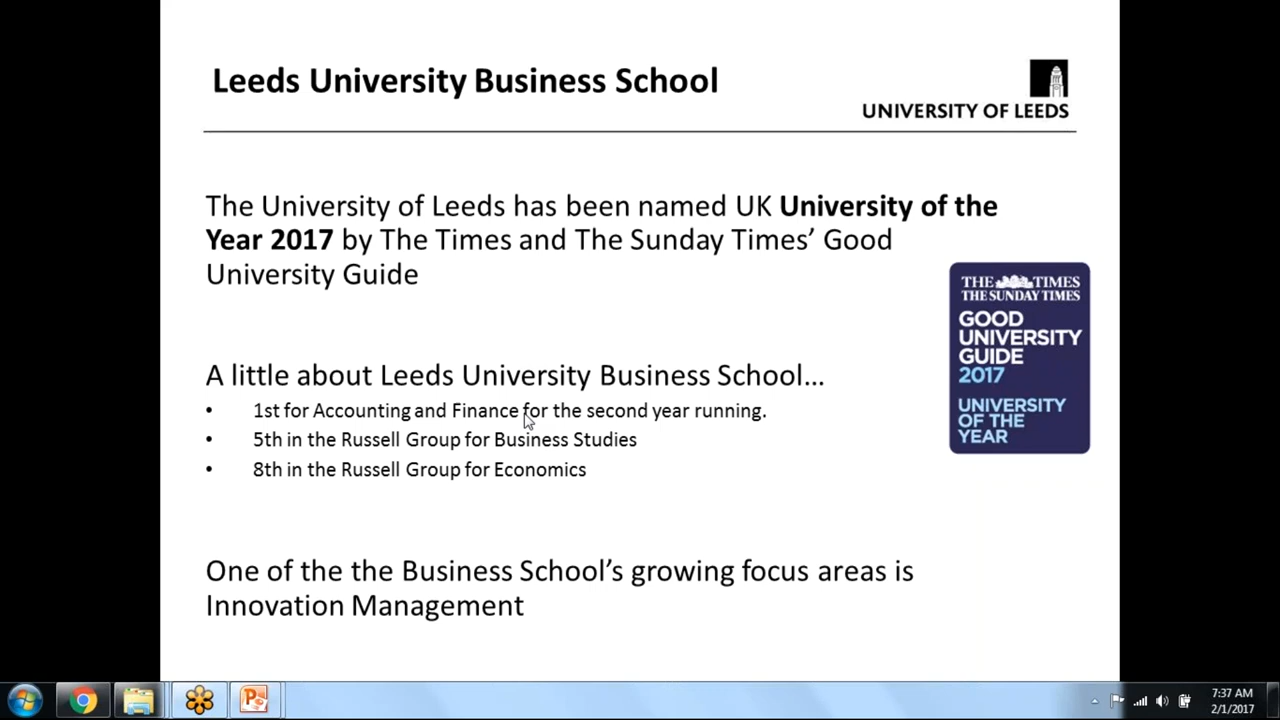 Leeds University Business School
UNIVERSITY OF LEEDS
The University of Leeds has been named UK University of the
Year 2017 by The Times and The Sunday Times’ Good
University Guide
THE TIMES
THE SUNDAY TIMES
GOOD
UNIVERSITY
GUIDE
2017
UNIVERSITY
OF THE
YEAR
A little about Leeds University Business School...
• 1st for Accounting and Finance for the second year running.
• 5th in the Russell Group for Business Studies
• 8th in the Russell Group for Economics
One of the the Business School’s growing focus areas is
Innovation Management
7:37 AM
2/1/2017